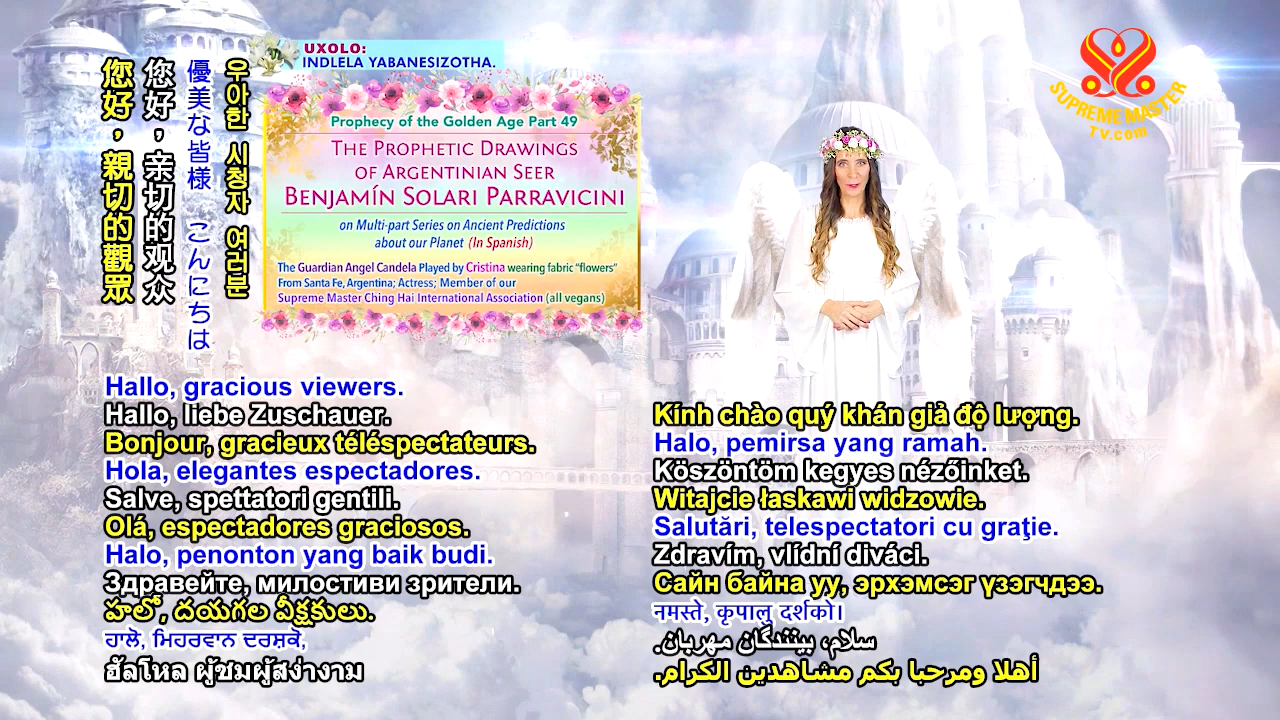 UXOLO:
INDLELA YABANESIZOTHA.
Prophecy of the Golden Age Part 49
THE PROPHETIC DRAWINGS
OF ARGENTINIAN SEER
BENJAMÍN SOLARI PARRAVICINI
on Multi-part Series on Ancient Predictions
about our Planet (In Spanish)
The Guardian Angel Candela Played by Cristina wearing fabric “flowers”
From Santa Fe, Argentina; Actress; Member of our
Supreme Master Ching Hai International Association (all vegans)
SUPREME MASTER
TV.com
您好，親切的觀眾
您好，亲切的观众
優美な皆様 こんにちは
우아한 시청자 여러분
Hallo, gracious viewers.
Hallo, liebe Zuschauer.
Bonjour, gracieux téléspectateurs.
Hola, elegantes espectadores.
Salve, spettatori gentili.
Olá, espectadores graciosos.
Halo, penonton yang baik budi.
Здравейте, милостиви зрители.
హలో, దయగల వీక్షకులు.
ਹਾਲੋ, ਮਿਹਰਵਾਨ ਦਰਸ਼ਕੋ,
ฮัลโหล ผู้ชมผู้สง่างาม
Kính chào quý khán giả độ lượng.
Halo, pemirsa yang ramah.
Köszöntöm kegyes nézőinket.
Witajcie łaskawi widzowie.
Salutări, telespectatori cu graţie.
Zdravím, vlídní diváci.
Сайн байна уу, эрхэмсэг үзэгчдээ.
नमस्ते, कृपालु दर्शको।
سلام، بینندگان مهربان.
أهلا ومرحبا بكم مشاهدين الكرام.